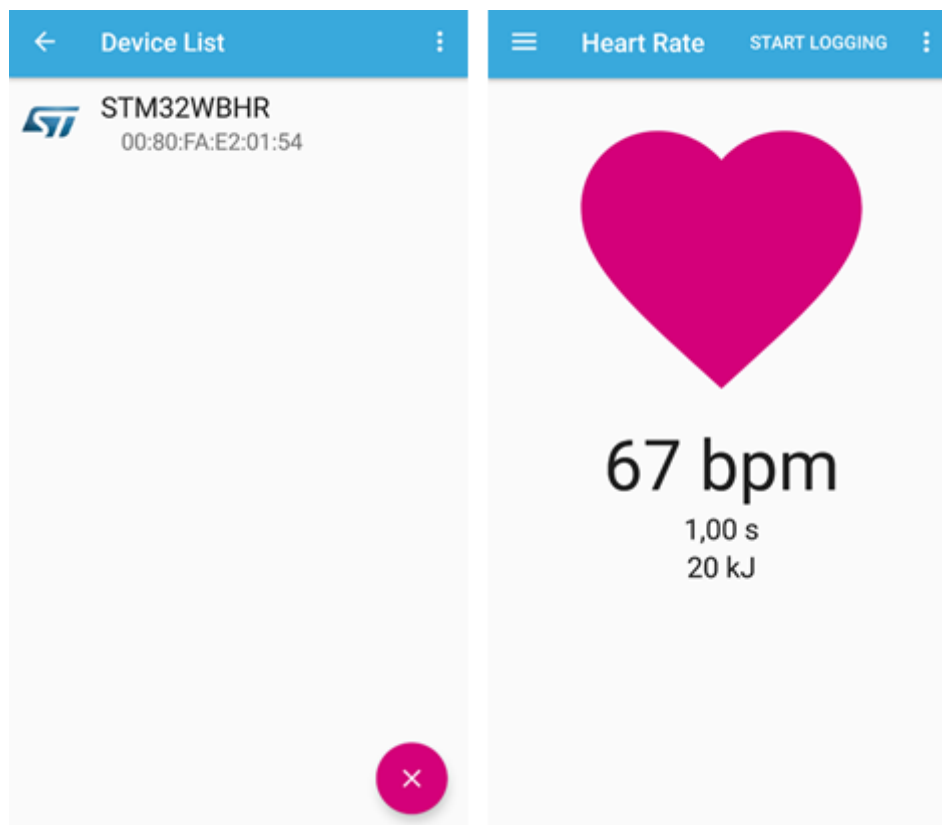 Device List
STM32WBHR
00:80:FA:E2:01:54
Heart Rate START LOGGING
67 bpm
1,00 s
20 kJ